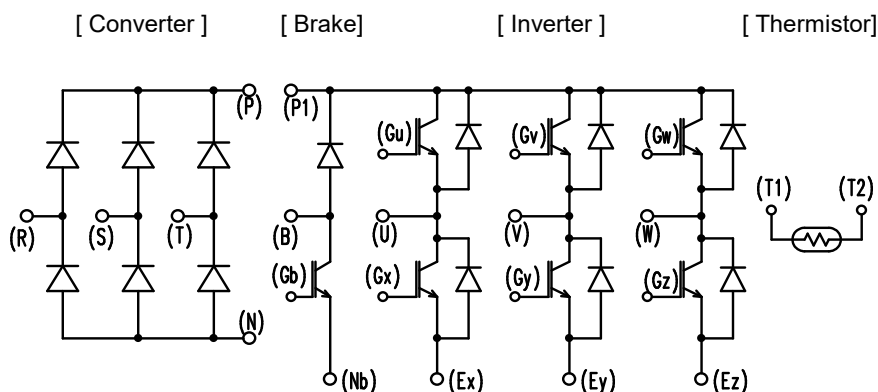 [ Converter ] [ Brake] [ Inverter ] [ Thermistor]
(P) (P1)
(Gu) (Gv) (Gw)
(T1) (T2)
(R) (S) (T) (B) (U) (V) (W)
(Gb) (Gx) (Gy) (Gz)
(N)
(Nb) (Ex) (Ey) (Ez)